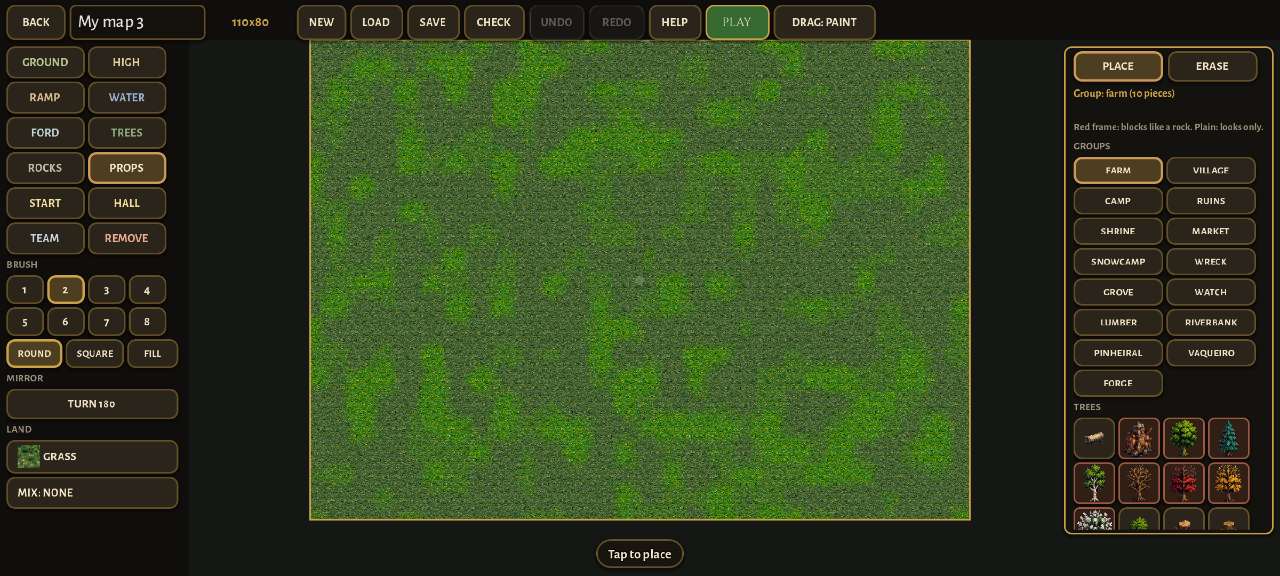 BACK
My map 3
110x80
NEW
LOAD
SAVE
CHECK
UNDO
REDO
HELP
PLAY
DRAG: PAINT
GROUND
HIGH
RAMP
WATER
FORD
TREES
ROCKS
PROPS
START
HALL
TEAM
REMOVE
BRUSH
1
2
3
4
5
6
7
8
ROUND
SQUARE
FILL
MIRROR
TURN 180
LAND
GRASS
MIX: NONE
Tap to place
PLACE
ERASE
Group: farm (10 pieces)
Red frame: blocks like a rock. Plain: looks only.
GROUPS
FARM
VILLAGE
CAMP
RUINS
SHRINE
MARKET
SNOWCAMP
WRECK
GROVE
WATCH
LUMBER
RIVERBANK
PINHEIRAL
VAQUEIRO
FORGE
TREES